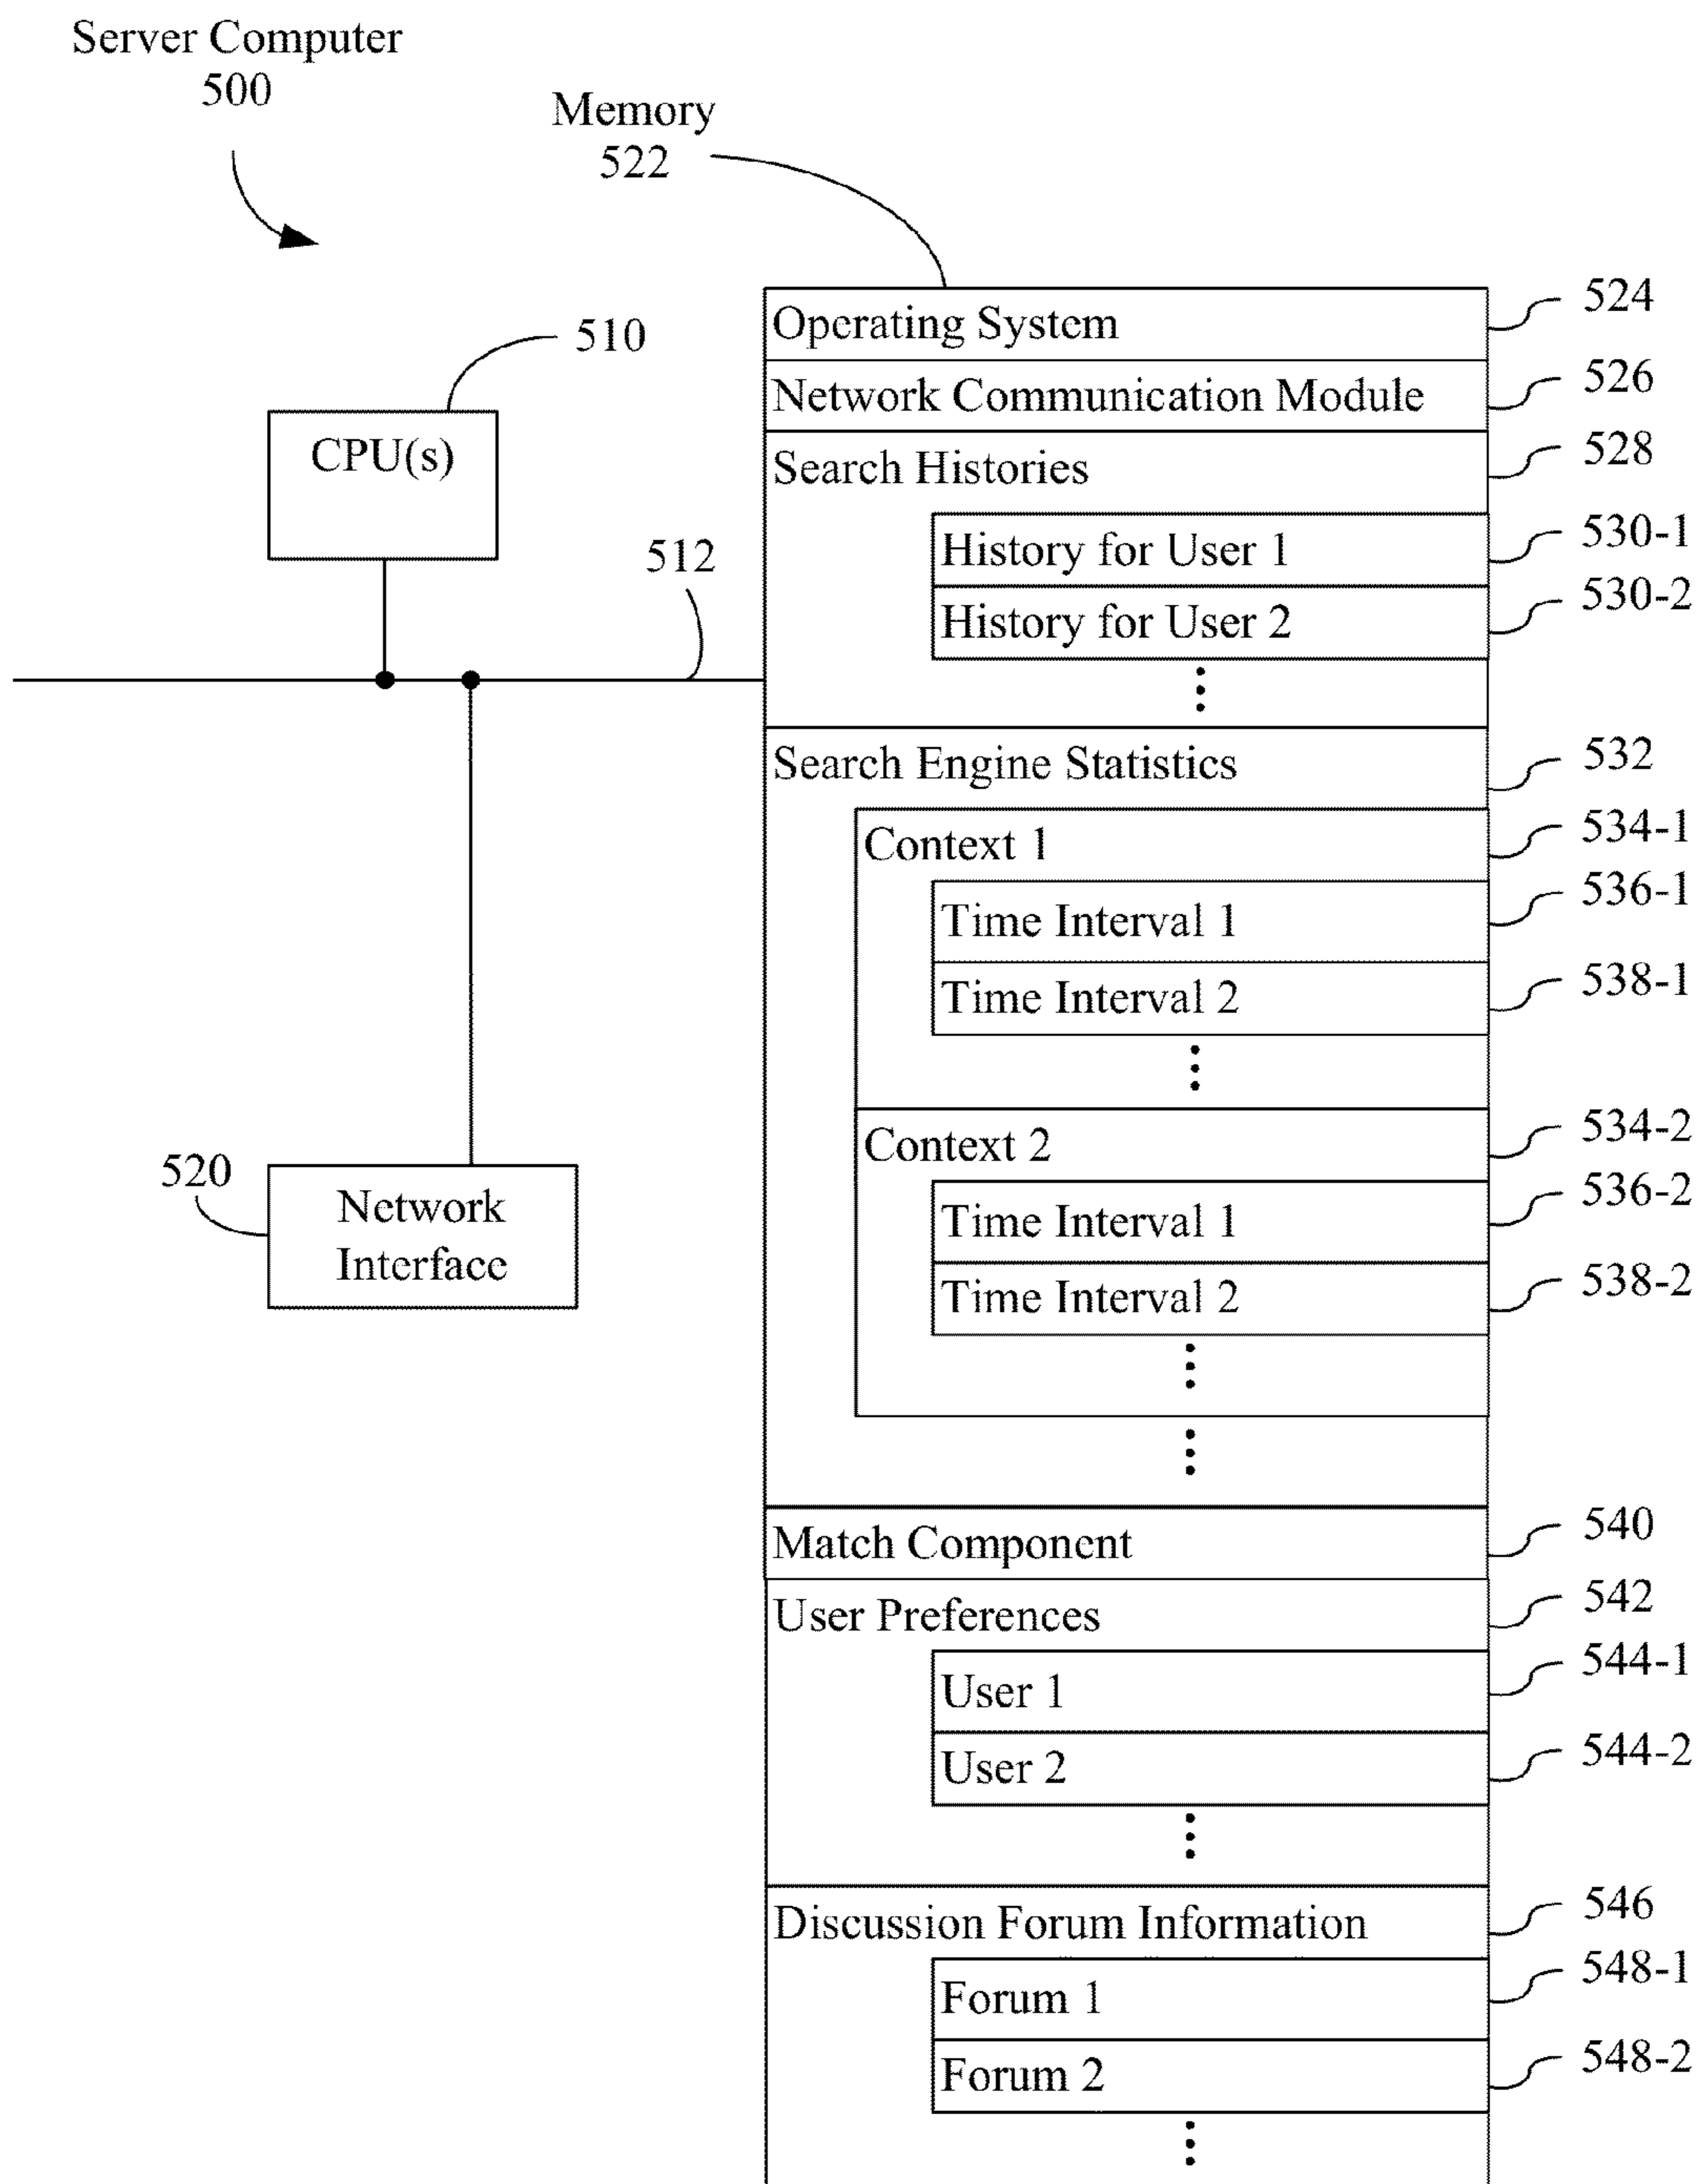 Server Computer
500
Memory
522
Operating System
524
510
Network Communication Module
526
CPU(s)
Search Histories
528
History for User 1
530-1
512
History for User 2
530-2
Search Engine Statistics
532
Context 1
534-1
Time Interval 1
536-1
Time Interval 2
538-1
Context 2
534-2
520
Network
Interface
Time Interval 1
536-2
Time Interval 2
538-2
Match Component
540
User Preferences
542
User 1
544-1
User 2
544-2
Discussion Forum Information
546
Forum 1
548-1
Forum 2
548-2